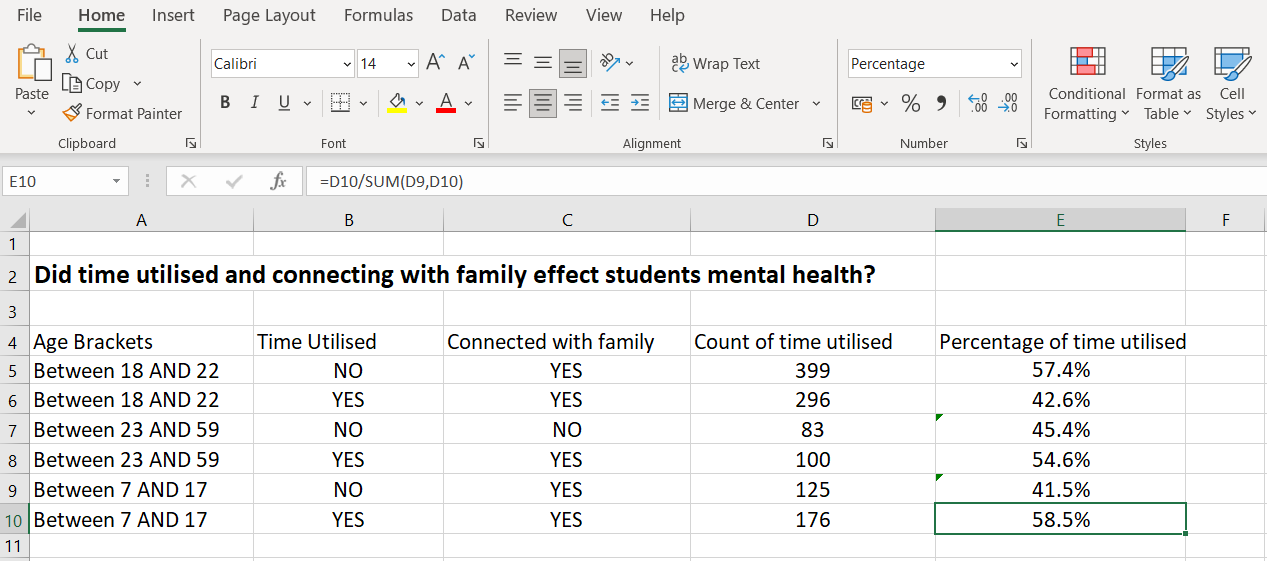 File Home Insert Page Layout Formulas Data Review View Help
Cut
Calibri 14 A A ab Wrap Text Percentage
Paste Copy
B I U A Merge & Center % Conditional Format as Cell
Format Painter Formatting Table Styles
Clipboard Font Alignment Number Styles
E10 fx =D10/SUM(D9,D10)
A B C D E F
1
2 Did time utilised and connecting with family effect students mental health?
3
4 Age Brackets Time Utilised Connected with family Count of time utilised Percentage of time utilised
5 Between 18 AND 22 NO YES 399 57.4%
6 Between 18 AND 22 YES YES 296 42.6%
7 Between 23 AND 59 NO NO 83 45.4%
8 Between 23 AND 59 YES YES 100 54.6%
9 Between 7 AND 17 NO YES 125 41.5%
10 Between 7 AND 17 YES YES 176 58.5%
11